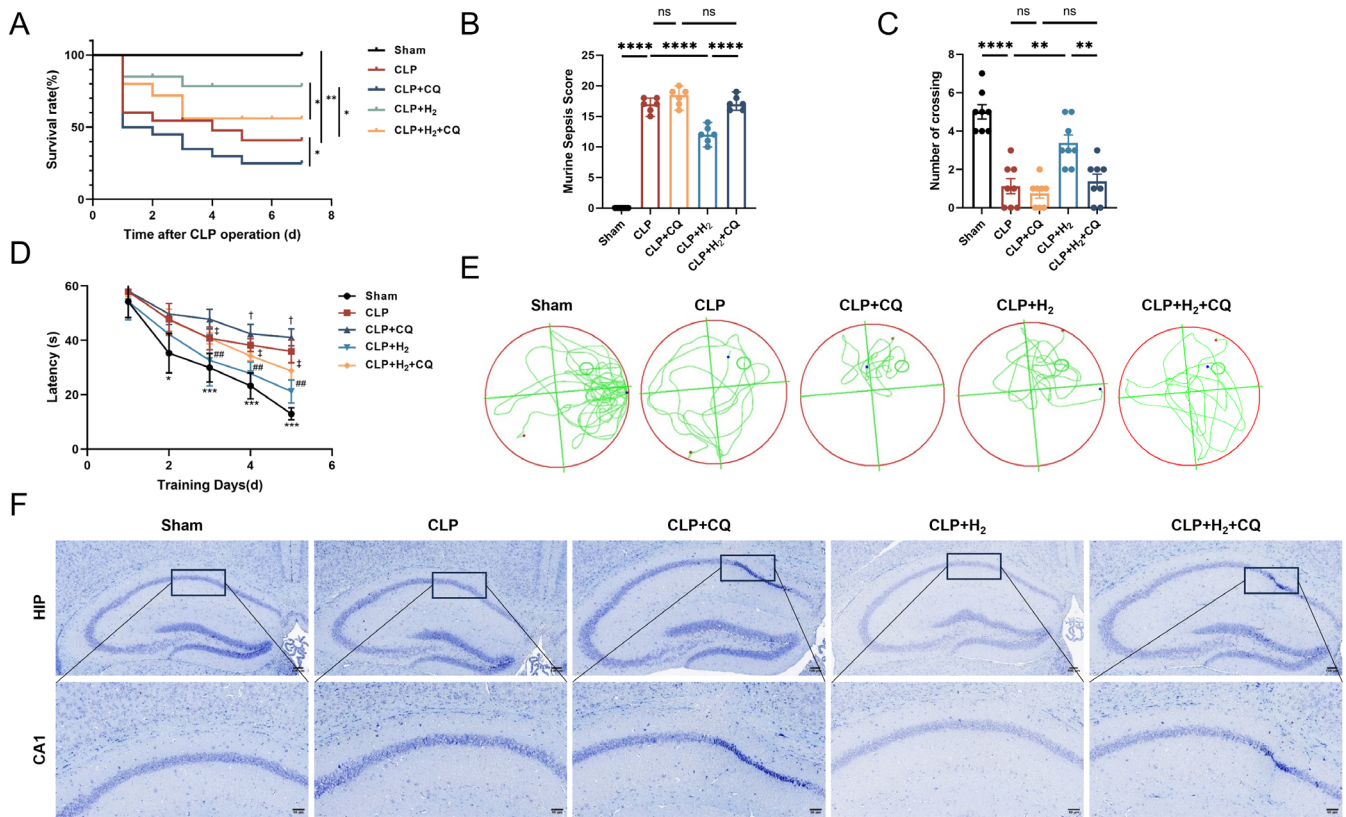 A
Survival rate(%)
100
50
0
0 2 4 6 8
Time after CLP operation (d)
Sham
CLP
CLP+CQ
CLP+H₂
CLP+H₂+CQ
*
**
*
*
B
ns ns
**** **** ****
Murine Sepsis Score
25
20
15
10
5
0
Sham
CLP
CLP+CQ
CLP+H₂
CLP+H₂+CQ
C
ns ns
**** ** **
Number of crossing
8
6
4
2
0
Sham
CLP
CLP+CQ
CLP+H₂
CLP+H₂+CQ
D
Latency (s)
60
40
20
0
0 2 4 6
Training Days(d)
Sham
CLP
CLP+CQ
CLP+H₂
CLP+H₂+CQ
† †
‡ ‡ ‡
## ## ##
* *** *** ***
E
Sham CLP CLP+CQ CLP+H₂ CLP+H₂+CQ
F
Sham CLP CLP+CQ CLP+H₂ CLP+H₂+CQ
HIP
CA1